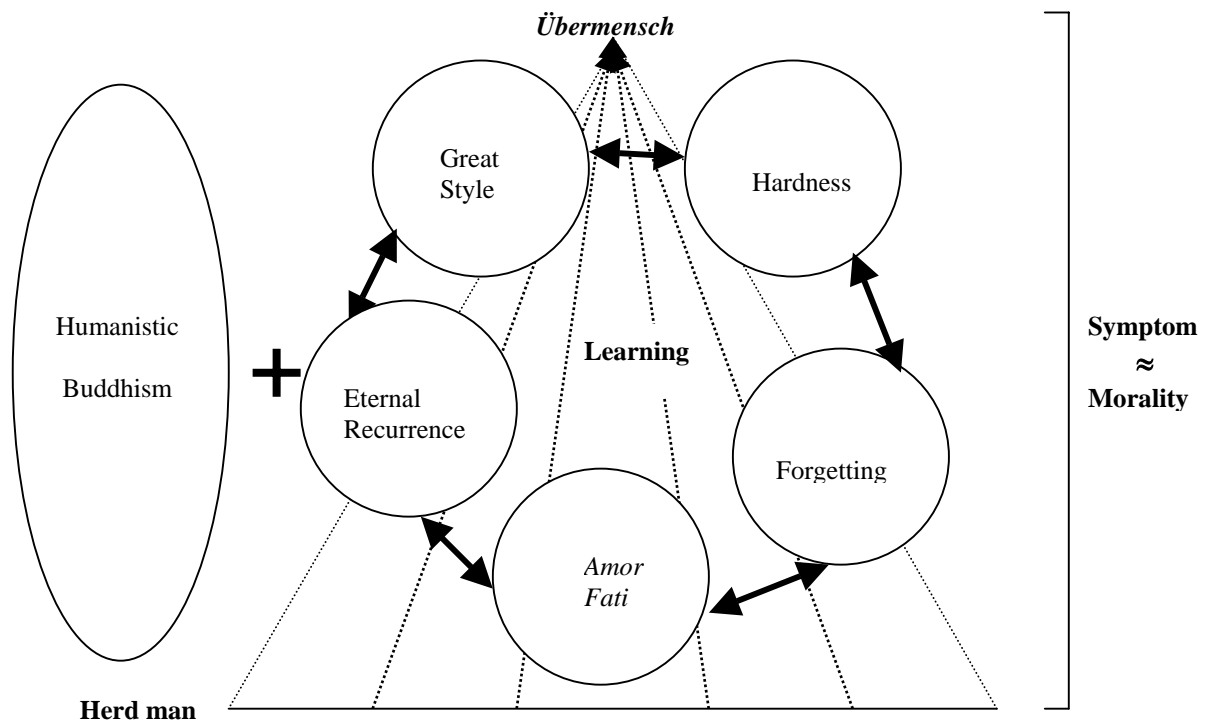 Übermensch
Great
Style
Hardness
Humanistic
Buddhism
Learning
Symptom
≈
Morality
+
Eternal
Recurrence
Forgetting
Amor
Fati
Herd man